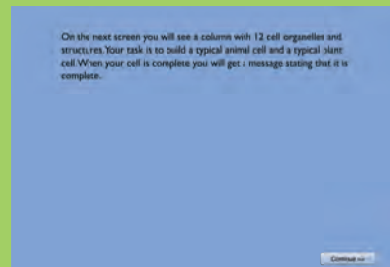 On the next screen you will see a column with 12 cell organelles and
structures. Your task is to build a typical animal cell and a typical plant
cell. When your cell is complete you will get a message stating that it is
complete.
Continue >>